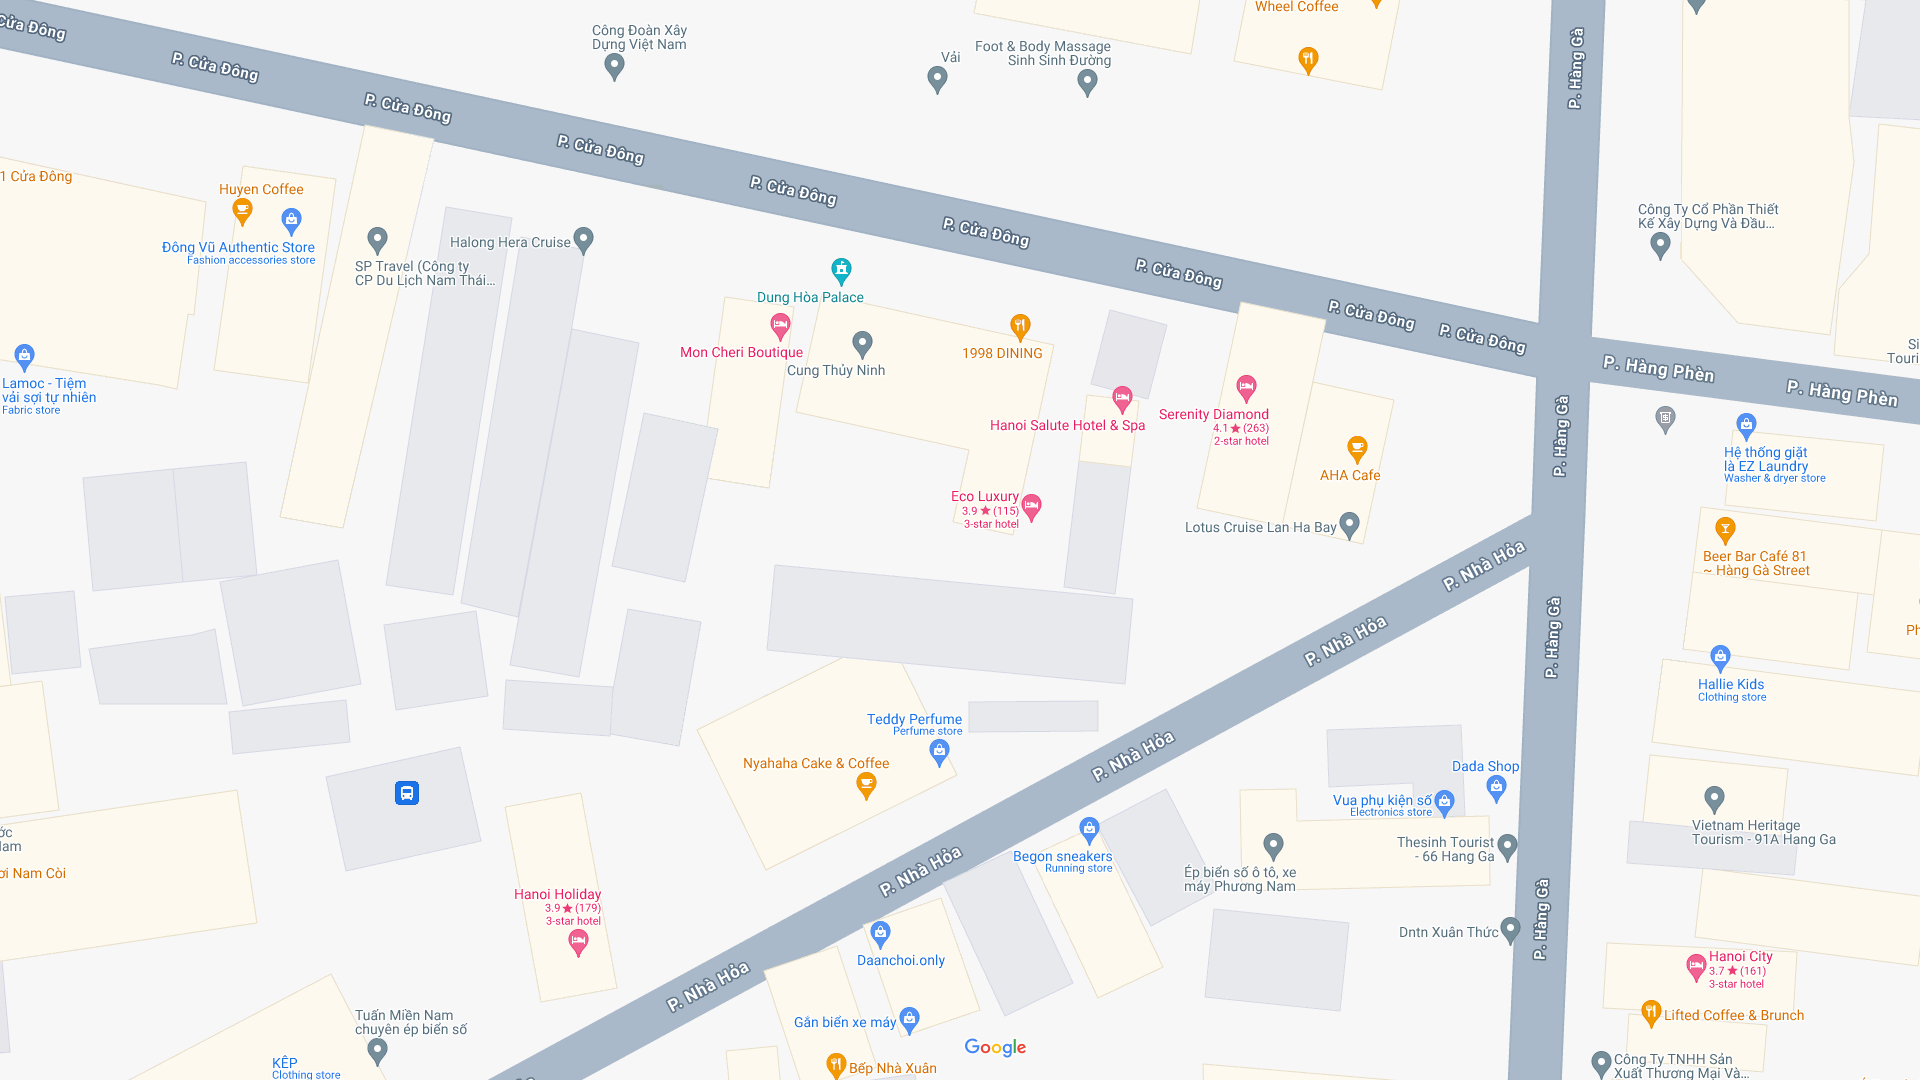 Cửa Đông
P. Cửa Đông
P. Cửa Đông
P. Cửa Đông
P. Cửa Đông
P. Cửa Đông
P. Cửa Đông
P. Cửa Đông
P. Cửa Đông
Công Đoàn Xây
Dựng Việt Nam
Vải
Foot & Body Massage
Sinh Sinh Đường
Wheel Coffee
P. Hàng Gà
1 Cửa Đông
Huyen Coffee
Đông Vũ Authentic Store
Fashion accessories store
SP Travel (Công ty
CP Du Lịch Nam Thái...
Halong Hera Cruise
Dung Hòa Palace
Mon Cheri Boutique
Cung Thủy Ninh
1998 DINING
Công Ty Cổ Phần Thiết
Kế Xây Dựng Và Đầu...
Lamoc - Tiệm
vải sợi tự nhiên
Fabric store
Hanoi Salute Hotel & Spa
Serenity Diamond
4.1★(263)
2-star hotel
AHA Cafe
P. Hàng Phèn
P. Hàng Phèn
Si
Touri
P. Hàng Gà
Hệ thống giặt
là EZ Laundry
Washer & dryer store
Eco Luxury
3.9★(115)
3-star hotel
Lotus Cruise Lan Ha Bay
P. Nhà Hỏa
Beer Bar Café 81
~ Hàng Gà Street
P. Nhà Hỏa
P. Hàng Gà
Ph
Hallie Kids
Clothing store
Teddy Perfume
Perfume store
Nyahaha Cake & Coffee
P. Nhà Hỏa
Dada Shop
Vua phụ kiện số
Electronics store
Thesinh Tourist
- 66 Hang Ga
Vietnam Heritage
Tourism - 91A Hang Ga
ớc
lam
ơi Nam Còi
Begon sneakers
Running store
Ép biển số ô tô, xe
máy Phương Nam
P. Nhà Hỏa
Hanoi Holiday
3.9★(179)
3-star hotel
Dntn Xuân Thức
P. Hàng Gà
Daanchoi.only
P. Nhà Hỏa
Hanoi City
3.7★(161)
3-star hotel
Lifted Coffee & Brunch
Tuấn Miền Nam
chuyên ép biển số
Gắn biển xe máy
Google
KẾP
Clothing store
Bếp Nhà Xuân
Công Ty TNHH Sản
Xuất Thương Mại Và...